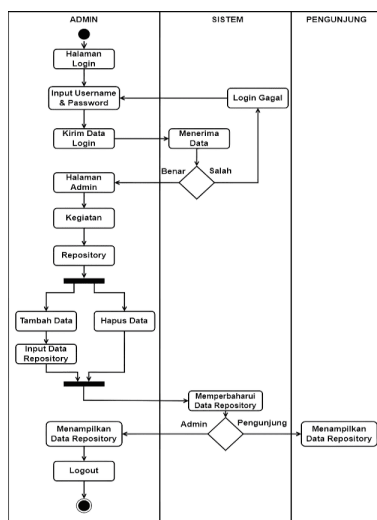 ADMIN
SISTEM
PENGUNJUNG
Halaman
Login
Input Username
& Password
Login Gagal
Kirim Data
Login
Menerima
Data
Benar
Salah
Halaman
Admin
Kegiatan
Repository
Tambah Data
Hapus Data
Input Data
Repository
Memperbaharui
Data Repository
Admin
Pengunjung
Menampilkan
Data Repository
Menampilkan
Data Repository
Logout